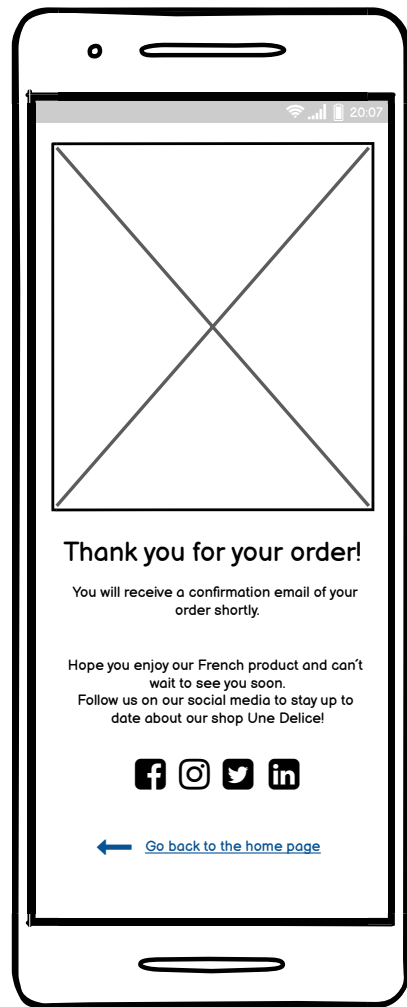 20:07
Thank you for your order!
You will receive a confirmation email of your
order shortly.
Hope you enjoy our French product and can´t
wait to see you soon.
Follow us on our social media to stay up to
date about our shop Une Delice!
Go back to the home page